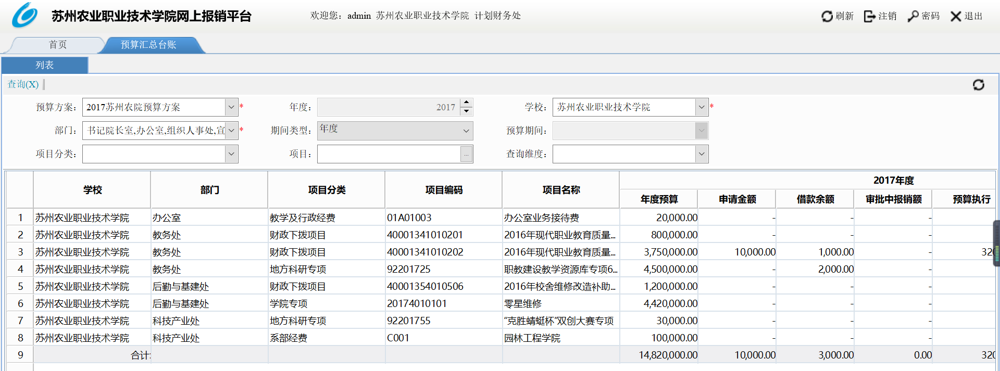 苏州农业职业技术学院网上报销平台
欢迎您: admin 苏州农业职业技术学院 计划财务处
刷新 注销 密码 退出
首页 预算汇总台账
列表
查询(X)
预算方案: 2017苏州农院预算方案 * 年度: 2017 学校: 苏州农业职业技术学院 *
部门: 书记院长室,办公室,组织人事处,宣 * 期间类型: 年度 预算期间:
项目分类: 项目: ... 查询维度:
学校 部门 项目分类 项目编码 项目名称 2017年度
年度预算 申请金额 借款余额 审批中报销额 预算执行
1 苏州农业职业技术学院 办公室 教学及行政经费 01A01003 办公室业务接待费 20,000.00 - - -
2 苏州农业职业技术学院 教务处 财政下拨项目 40001341010201 2016年现代职业教育质量... 800,000.00 - - -
3 苏州农业职业技术学院 教务处 财政下拨项目 40001341010202 2016年现代职业教育质量... 3,750,000.00 10,000.00 1,000.00 - 320
4 苏州农业职业技术学院 教务处 地方科研专项 92201725 职教建设教学资源库专项6... 4,500,000.00 - 2,000.00 -
5 苏州农业职业技术学院 后勤与基建处 财政下拨项目 40001354010506 2016年校舍维修改造补助... 1,200,000.00 - - -
6 苏州农业职业技术学院 后勤与基建处 学院专项 20174010101 零星维修 4,420,000.00 - - -
7 苏州农业职业技术学院 科技产业处 地方科研专项 92201755 “克胜蜻蜓杯”双创大赛专项 30,000.00 - - -
8 苏州农业职业技术学院 科技产业处 系部经费 C001 园林工程学院 100,000.00 - - -
9 合计: 14,820,000.00 10,000.00 3,000.00 0.00 320